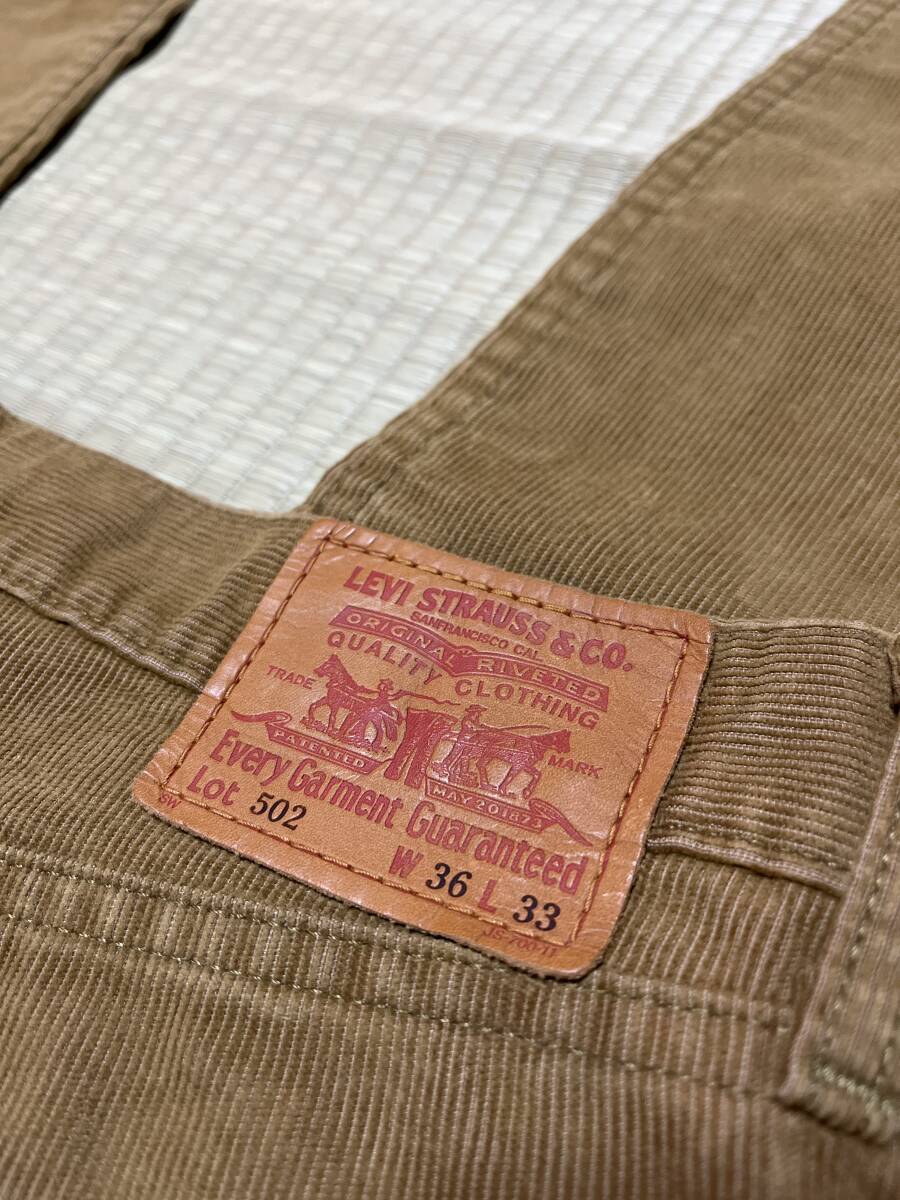 LEVI STRAUSS & CO.
SANFRANCISCO CAL.
ORIGINAL RIVETED
QUALITY CLOTHING
TRADE MARK
PATENTED MAY 20 1873
Every Garment Guaranteed
Lot 502
W 36 L 33
SW